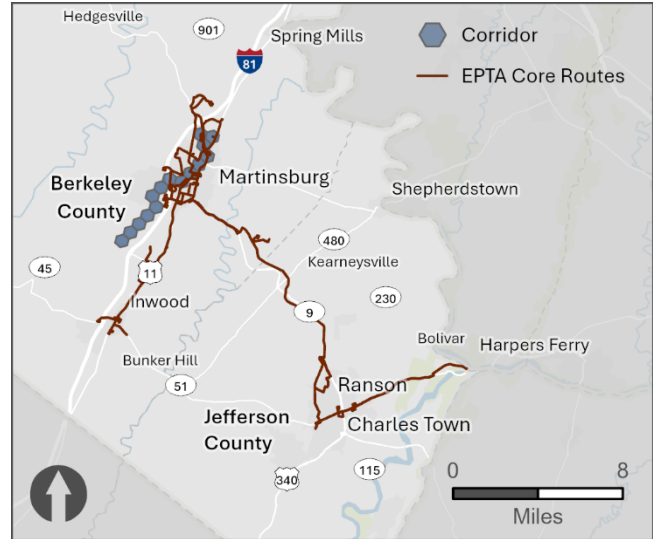 Hedgesville
901
Spring Mills
81
Corridor
EPTA Core Routes
Berkeley
County
Martinsburg
Shepherdstown
480
Kearneysville
45
11
230
Inwood
9
Bolivar
Harpers Ferry
Bunker Hill
51
Ranson
Jefferson
County
Charles Town
340
115
0
8
Miles